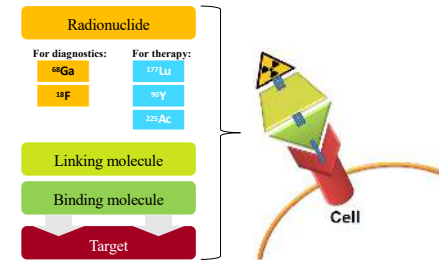 Radionuclide
For diagnostics: For therapy:
⁶⁸Ga ¹⁷⁷Lu
¹⁸F ⁹⁰Y
²²⁵Ac
Linking molecule
Binding molecule
Target
Cell